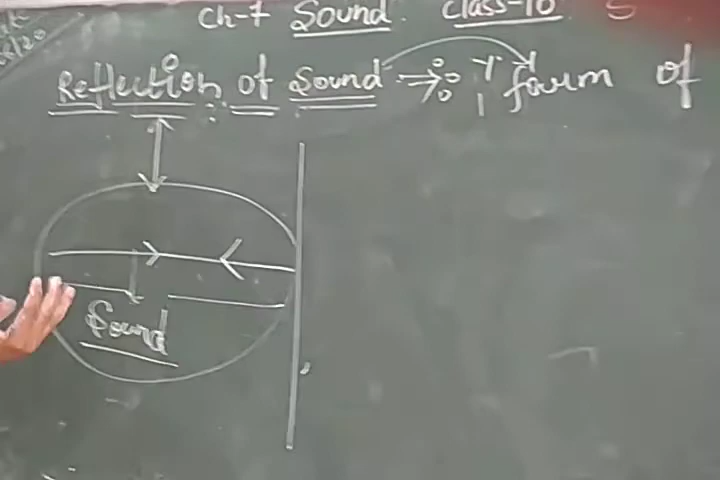 Ch-7 Sound. Class-10
Reflection of Sound → form of
Sound